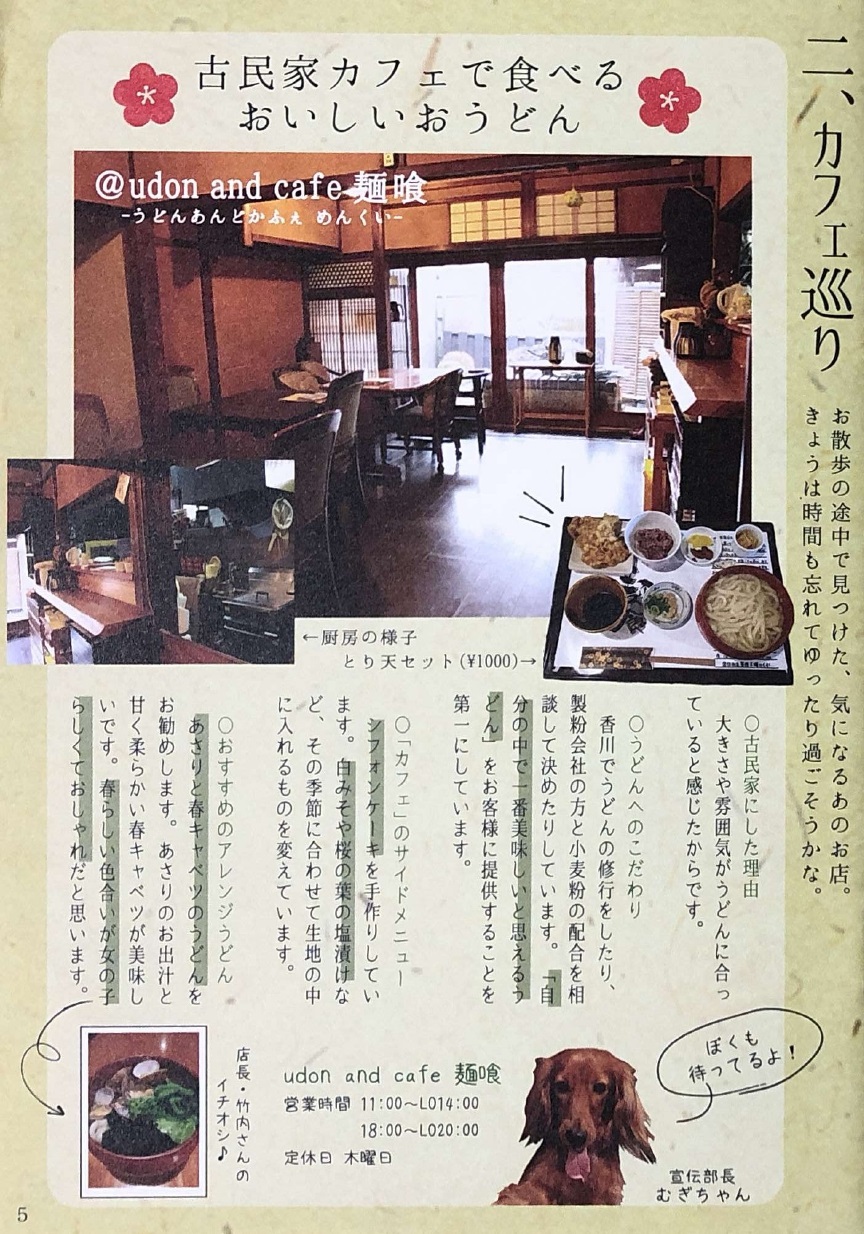 二、カフェ巡り
お散歩の途中で見つけた、気になるあのお店。
きょうは時間も忘れてゆったり過ごそうかな。
古民家カフェで食べる
おいしいおうどん
@udon and cafe 麺喰
-うどんあんどかふぇ めんくい-
←厨房の様子
とり天セット(¥1000)→
○古民家にした理由
大きさや雰囲気がうどんに合っ
ていると感じたからです。
○うどんへのこだわり
香川でうどんの修行をしたり、
製粉会社の方と小麦粉の配合を相
談して決めたりしています。「自
分の中で一番美味しいと思えるう
どん」をお客様に提供することを
第一にしています。
○「カフェ」のサイドメニュー
シフォンケーキを手作りしてい
ます。白みそや桜の葉の塩漬けな
ど、その季節に合わせて生地の中
に入れるものを変えています。
○おすすめのアレンジうどん
あさりと春キャベツのうどんを
お勧めします。あさりのお出汁と
甘く柔らかい春キャベツが美味し
いです。春らしい色合いが女の子
らしくておしゃれだと思います。
店長・竹内さんの
イチオシ♪
udon and cafe 麺喰
営業時間 11:00〜LO14:00
18:00〜LO20:00
定休日 木曜日
ぼくも
待ってるよ!
宣伝部長
むぎちゃん
5